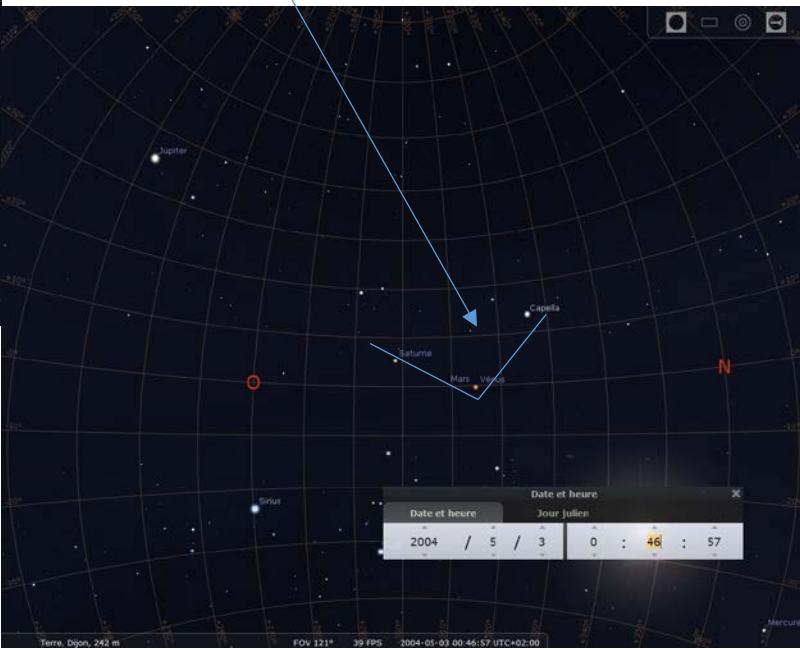 Jupiter
Capella
Saturne
Mars Vénus
N
O
Sirius
Date et heure
Date et heure Jour julien
2004 / 5 / 3 0 : 46 : 57
Mercure
Terre, Dijon, 242 m FOV 121° 39 FPS 2004-05-03 00:46:57 UTC+02:00